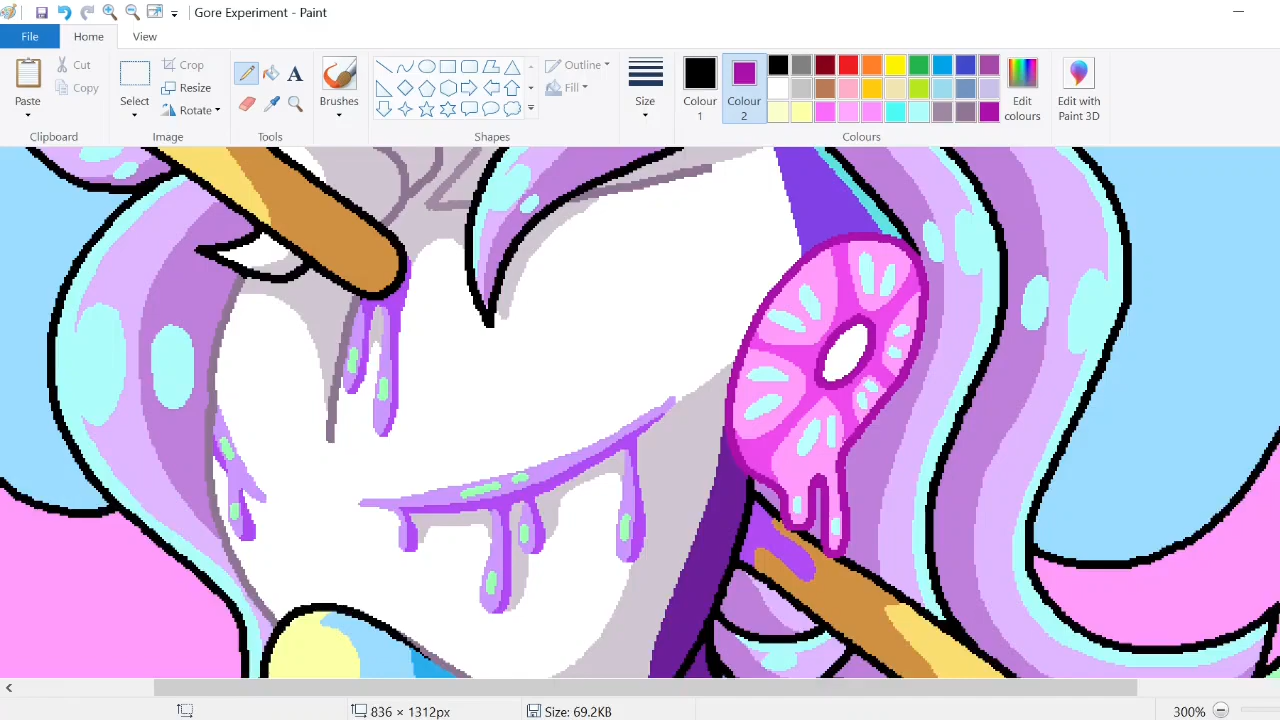 Gore Experiment - Paint
File Home View
Paste
Cut
Copy
Clipboard
Select
Crop
Resize
Rotate
Image
A
Tools
Brushes
Shapes
Outline
Fill
Size
Colour 1
Colour 2
Edit colours
Colours
Edit with Paint 3D
836 × 1312px
Size: 69.2KB
300%